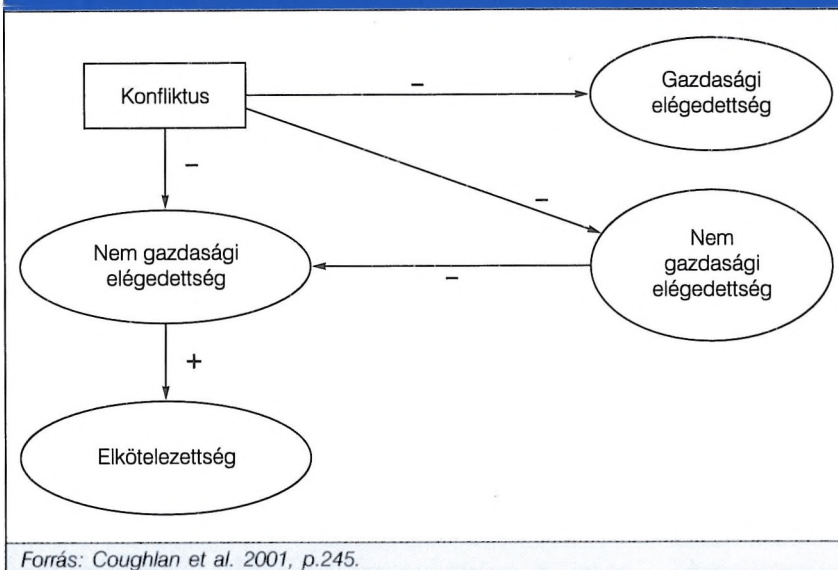 Konfliktus
–
Gazdasági
elégedettség
–
–
Nem gazdasági
elégedettség
–
Nem
gazdasági
elégedettség
+
Elkötelezettség
Forrás: Coughlan et al. 2001, p.245.